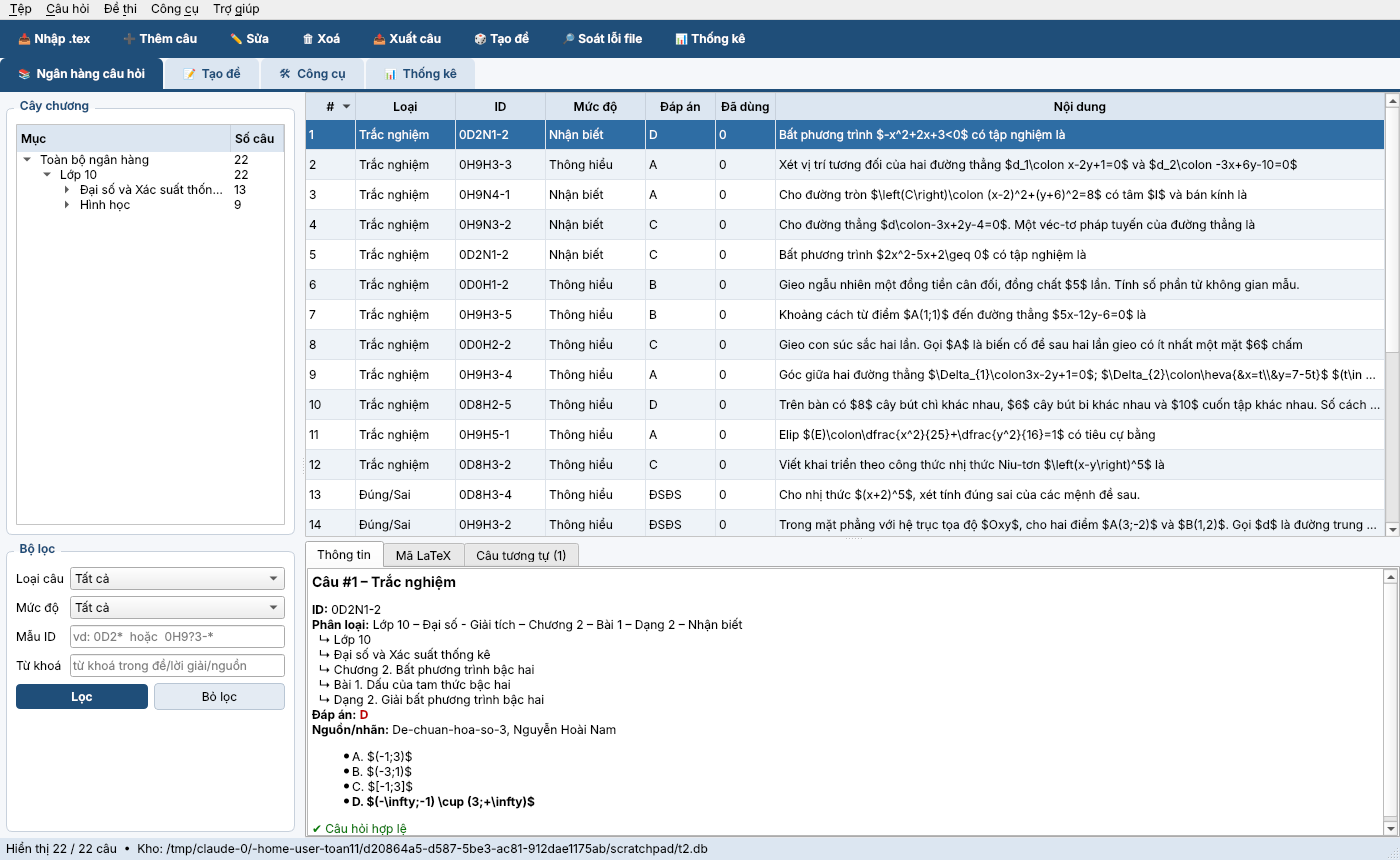 Tệp Câu hỏi Đề thi Công cụ Trợ giúp
Nhập .tex Thêm câu Sửa Xoá Xuất câu Tạo đề Soát lỗi file Thống kê
Ngân hàng câu hỏi Tạo đề Công cụ Thống kê
Cây chương
Mục Số câu
Toàn bộ ngân hàng 22
Lớp 10 22
Đại số và Xác suất thốn... 13
Hình học 9
Bộ lọc
Loại câu Tất cả
Mức độ Tất cả
Mẫu ID vd: 0D2* hoặc 0H9?3-*
Từ khoá từ khoá trong đề/lời giải/nguồn
Lọc Bỏ lọc
# Loại ID Mức độ Đáp án Đã dùng Nội dung
1 Trắc nghiệm 0D2N1-2 Nhận biết D 0 Bất phương trình $-x^2+2x+3<0$ có tập nghiệm là
2 Trắc nghiệm 0H9H3-3 Thông hiểu A 0 Xét vị trí tương đối của hai đường thẳng $d_1\colon x-2y+1=0$ và $d_2\colon -3x+6y-10=0$
3 Trắc nghiệm 0H9N4-1 Nhận biết A 0 Cho đường tròn $\left(C\right)\colon (x-2)^2+(y+6)^2=8$ có tâm $I$ và bán kính là
4 Trắc nghiệm 0H9N3-2 Nhận biết C 0 Cho đường thẳng $d\colon-3x+2y-4=0$. Một véc-tơ pháp tuyến của đường thẳng là
5 Trắc nghiệm 0D2N1-2 Nhận biết C 0 Bất phương trình $2x^2-5x+2\geq 0$ có tập nghiệm là
6 Trắc nghiệm 0D0H1-2 Thông hiểu B 0 Gieo ngẫu nhiên một đồng tiền cân đối, đồng chất $5$ lần. Tính số phần tử không gian mẫu.
7 Trắc nghiệm 0H9H3-5 Thông hiểu B 0 Khoảng cách từ điểm $A(1;1)$ đến đường thẳng $5x-12y-6=0$ là
8 Trắc nghiệm 0D0H2-2 Thông hiểu C 0 Gieo con súc sắc hai lần. Gọi $A$ là biến cố để sau hai lần gieo có ít nhất một mặt $6$ chấm
9 Trắc nghiệm 0H9H3-4 Thông hiểu A 0 Góc giữa hai đường thẳng $\Delta_{1}\colon3x-2y+1=0$; $\Delta_{2}\colon\heva{&x=t\\&y=7-5t}$ $(t\in ...
10 Trắc nghiệm 0D8H2-5 Thông hiểu D 0 Trên bàn có $8$ cây bút chì khác nhau, $6$ cây bút bi khác nhau và $10$ cuốn tập khác nhau. Số cách ...
11 Trắc nghiệm 0H9H5-1 Thông hiểu A 0 Elip $(E)\colon\dfrac{x^2}{25}+\dfrac{y^2}{16}=1$ có tiêu cự bằng
12 Trắc nghiệm 0D8H3-2 Thông hiểu C 0 Viết khai triển theo công thức nhị thức Niu-tơn $\left(x-y\right)^5$ là
13 Đúng/Sai 0D8H3-4 Thông hiểu ĐSĐS 0 Cho nhị thức $(x+2)^5$, xét tính đúng sai của các mệnh đề sau.
14 Đúng/Sai 0H9H3-2 Thông hiểu ĐSĐS 0 Trong mặt phẳng với hệ trục tọa độ $Oxy$, cho hai điểm $A(3;-2)$ và $B(1,2)$. Gọi $d$ là đường trung ...
Thông tin Mã LaTeX Câu tương tự (1)
Câu #1 – Trắc nghiệm
ID: 0D2N1-2
Phân loại: Lớp 10 – Đại số - Giải tích – Chương 2 – Bài 1 – Dạng 2 – Nhận biết
↳ Lớp 10
↳ Đại số và Xác suất thống kê
↳ Chương 2. Bất phương trình bậc hai
↳ Bài 1. Dấu của tam thức bậc hai
↳ Dạng 2. Giải bất phương trình bậc hai
Đáp án: D
Nguồn/nhãn: De-chuan-hoa-so-3, Nguyễn Hoài Nam
• A. $(-1;3)$
• B. $(-3;1)$
• C. $[-1;3]$
• D. $(-\infty;-1) \cup (3;+\infty)$
✔ Câu hỏi hợp lệ
Hiển thị 22 / 22 câu • Kho: /tmp/claude-0/-home-user-toan11/d20864a5-d587-5be3-ac81-912dae1175ab/scratchpad/t2.db